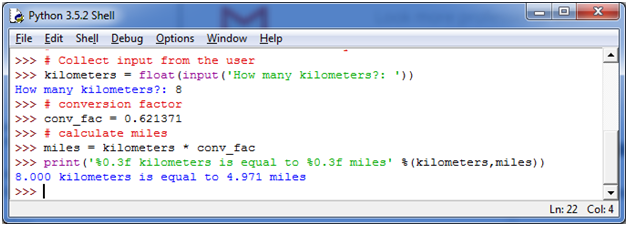 Python 3.5.2 Shell
File Edit Shell Debug Options Window Help
>>> # Collect input from the user
>>> kilometers = float(input('How many kilometers?: '))
How many kilometers?: 8
>>> # conversion factor
>>> conv_fac = 0.621371
>>> # calculate miles
>>> miles = kilometers * conv_fac
>>> print('%0.3f kilometers is equal to %0.3f miles' %(kilometers,miles))
8.000 kilometers is equal to 4.971 miles
>>>
Ln: 22 Col: 4